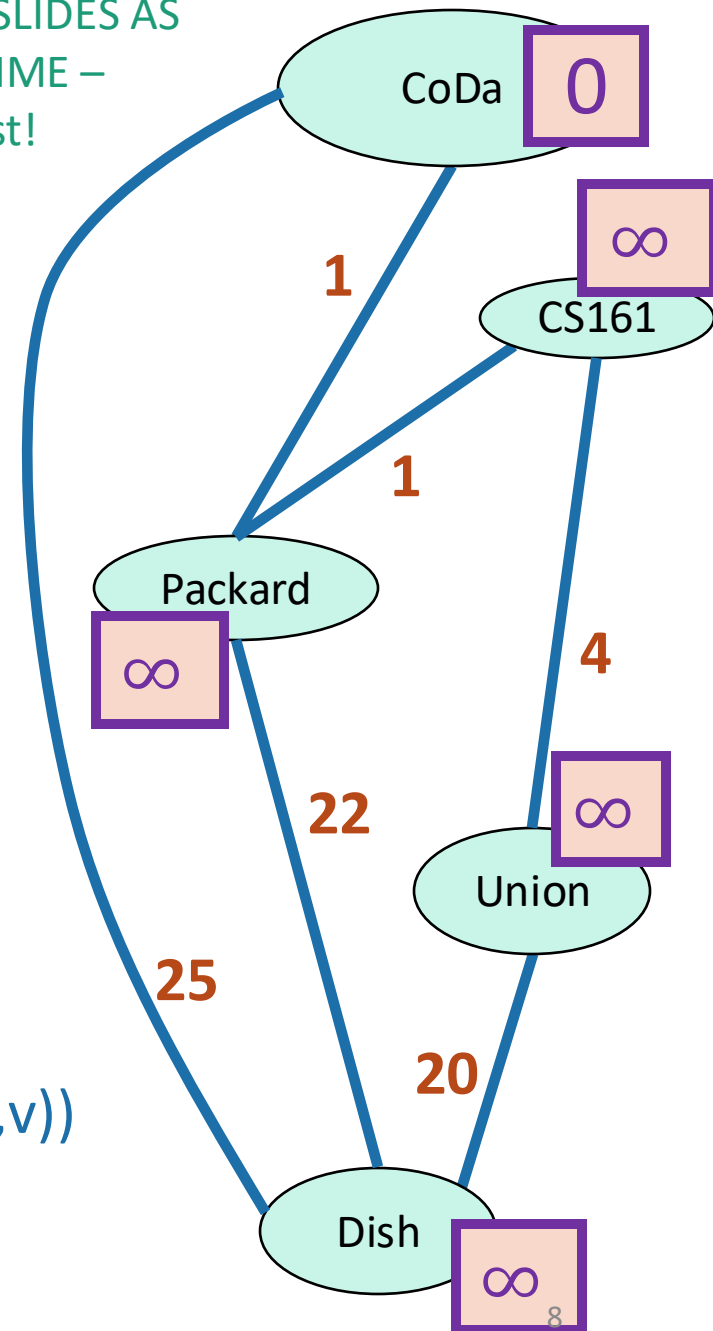 SLIDES AS
IME –
st!
CoDa
0
∞
CS161
1
1
Packard
∞
4
22
∞
Union
25
20
,v))
Dish
∞
8